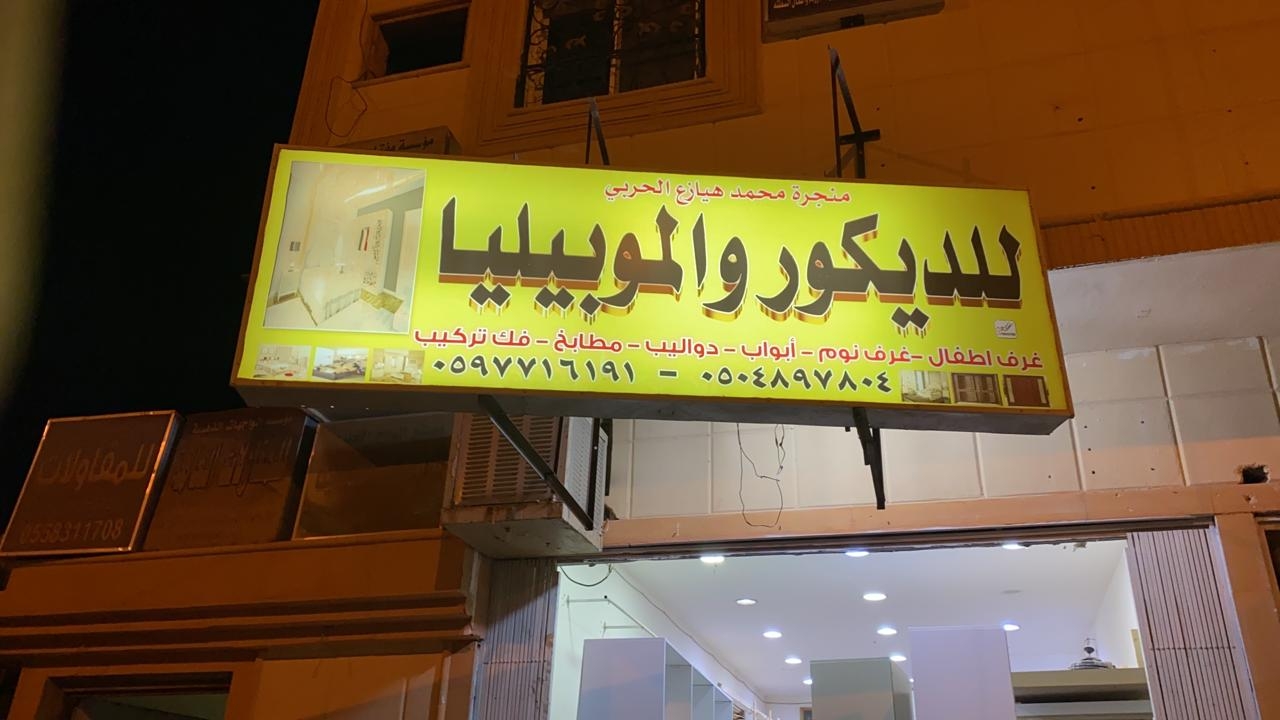 منجرة محمد هيازع الحربي
للديكور والموبيليا
غرف اطفال - غرف نوم - أبواب - دواليب - مطابخ - فك تركيب
٠٥٠٤٨٩٧٨٠٤ - ٠٥٩٧٧١٦١٩١
للمقاولات
0558311708